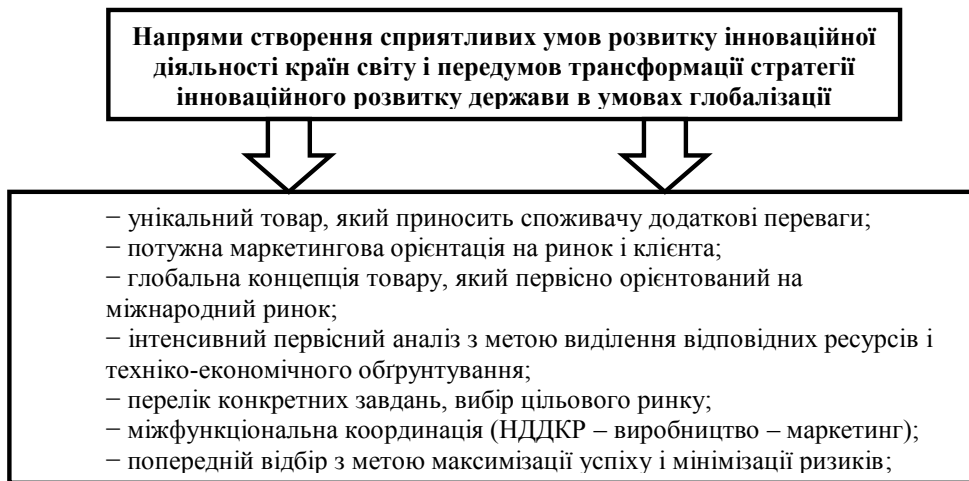 Напрями створення сприятливих умов розвитку інноваційної
діяльності країн світу і передумов трансформації стратегії
інноваційного розвитку держави в умовах глобалізації
− унікальний товар, який приносить споживачу додаткові переваги;
− потужна маркетингова орієнтація на ринок і клієнта;
− глобальна концепція товару, який первісно орієнтований на
міжнародний ринок;
− інтенсивний первісний аналіз з метою виділення відповідних ресурсів і
техніко-економічного обґрунтування;
− перелік конкретних завдань, вибір цільового ринку;
− міжфункціональна координація (НДДКР – виробництво – маркетинг);
− попередній відбір з метою максимізації успіху і мінімізації ризиків;